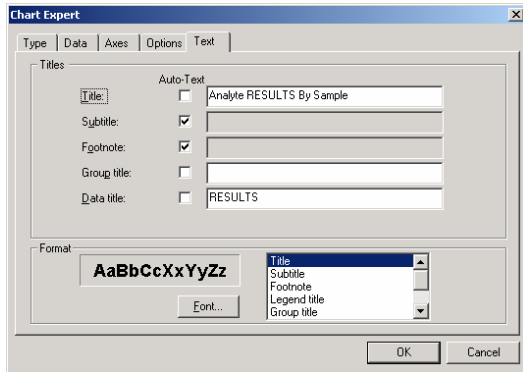 Chart Expert
Type Data Axes Options Text
Titles
Auto-Text
Title: Analyte RESULTS By Sample
Subtitle:
Footnote:
Group title:
Data title: RESULTS
Format
AaBbCcXxYyZz
Font...
Title
Subtitle
Footnote
Legend title
Group title
OK Cancel